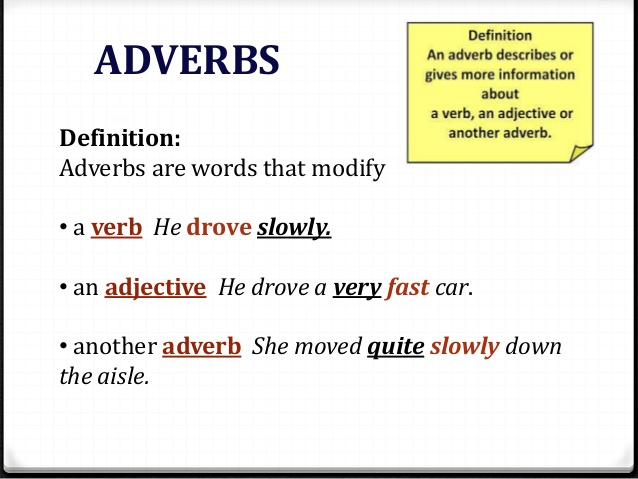 ADVERBS
Definition
An adverb describes or
gives more information
about
a verb, an adjective or
another adverb.
Definition:
Adverbs are words that modify
• a verb He drove slowly.
• an adjective He drove a very fast car.
• another adverb She moved quite slowly down
the aisle.